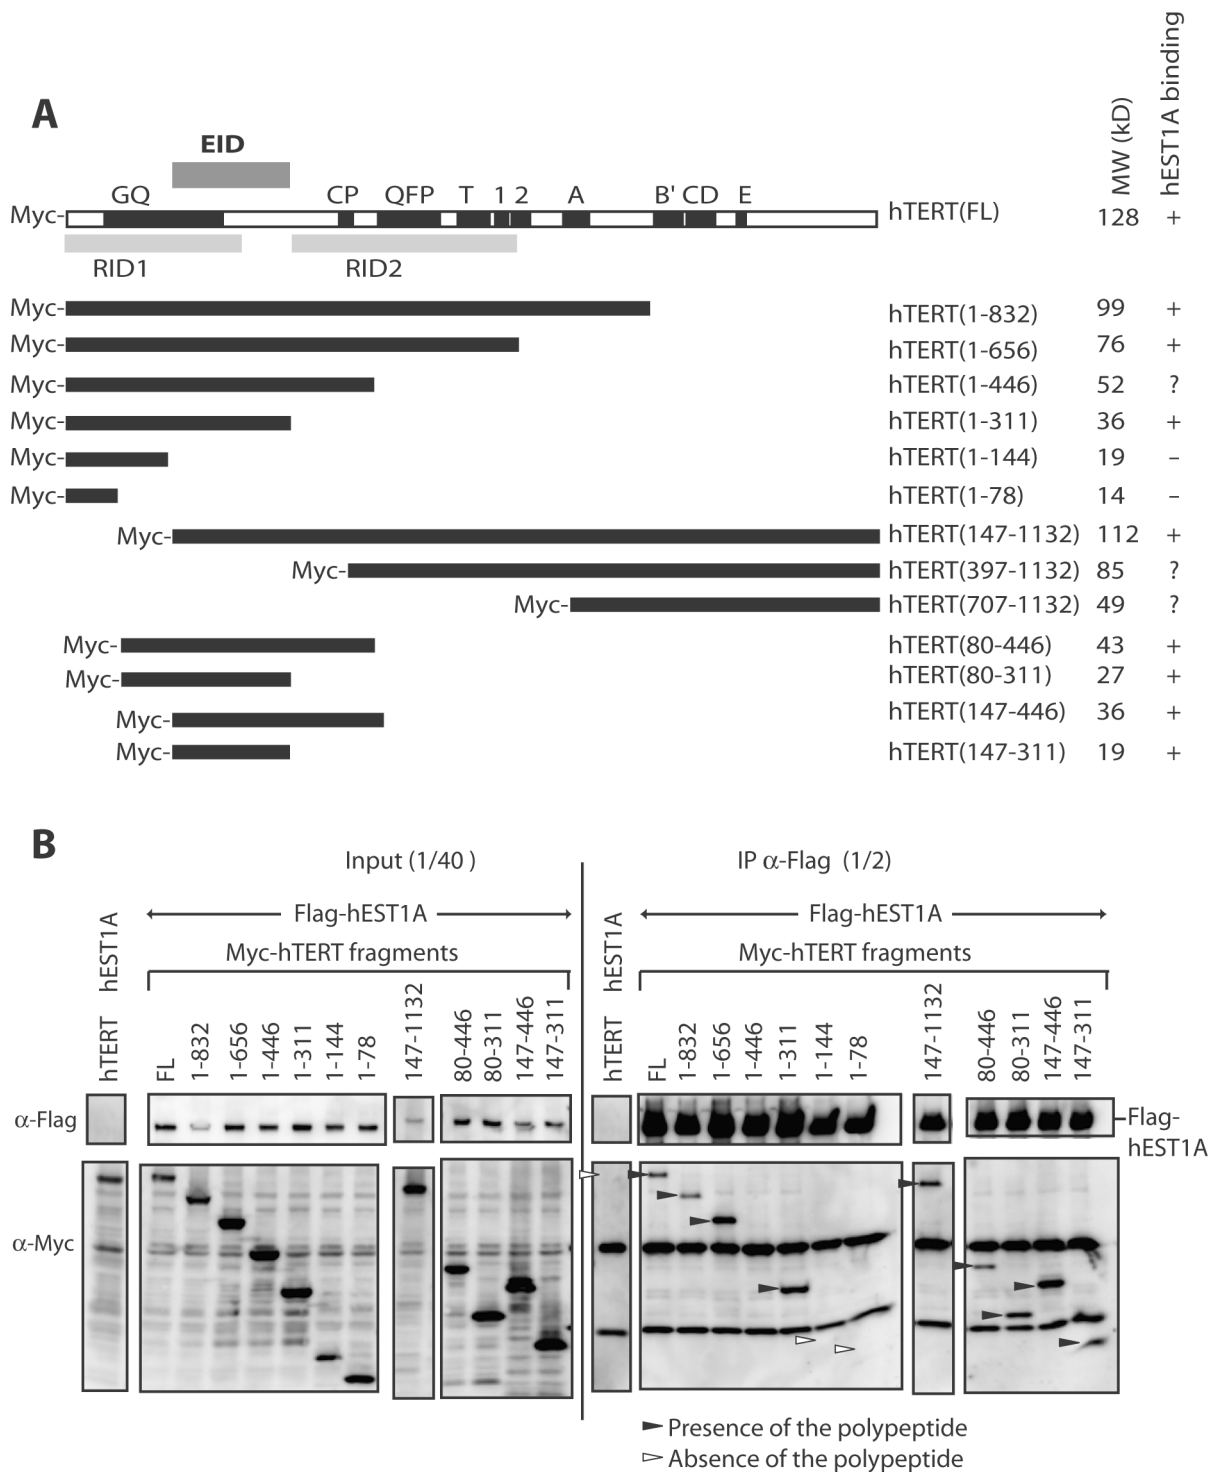 A
MW (kD)
hEST1A binding
EID
GQ CP QFP T 1 2 A B' CD E
Myc- hTERT(FL) 128 +
RID1 RID2
Myc- hTERT(1-832) 99 +
Myc- hTERT(1-656) 76 +
Myc- hTERT(1-446) 52 ?
Myc- hTERT(1-311) 36 +
Myc- hTERT(1-144) 19 –
Myc- hTERT(1-78) 14 –
Myc- hTERT(147-1132) 112 +
Myc- hTERT(397-1132) 85 ?
Myc- hTERT(707-1132) 49 ?
Myc- hTERT(80-446) 43 +
Myc- hTERT(80-311) 27 +
Myc- hTERT(147-446) 36 +
Myc- hTERT(147-311) 19 +
B
Input (1/40 ) IP α-Flag (1/2)
Flag-hEST1A Flag-hEST1A
Myc-hTERT fragments Myc-hTERT fragments
hTERT hEST1A FL 1-832 1-656 1-446 1-311 1-144 1-78 147-1132 80-446 80-311 147-446 147-311 hTERT hEST1A FL 1-832 1-656 1-446 1-311 1-144 1-78 147-1132 80-446 80-311 147-446 147-311
α-Flag Flag-
hEST1A
α-Myc
Presence of the polypeptide
Absence of the polypeptide